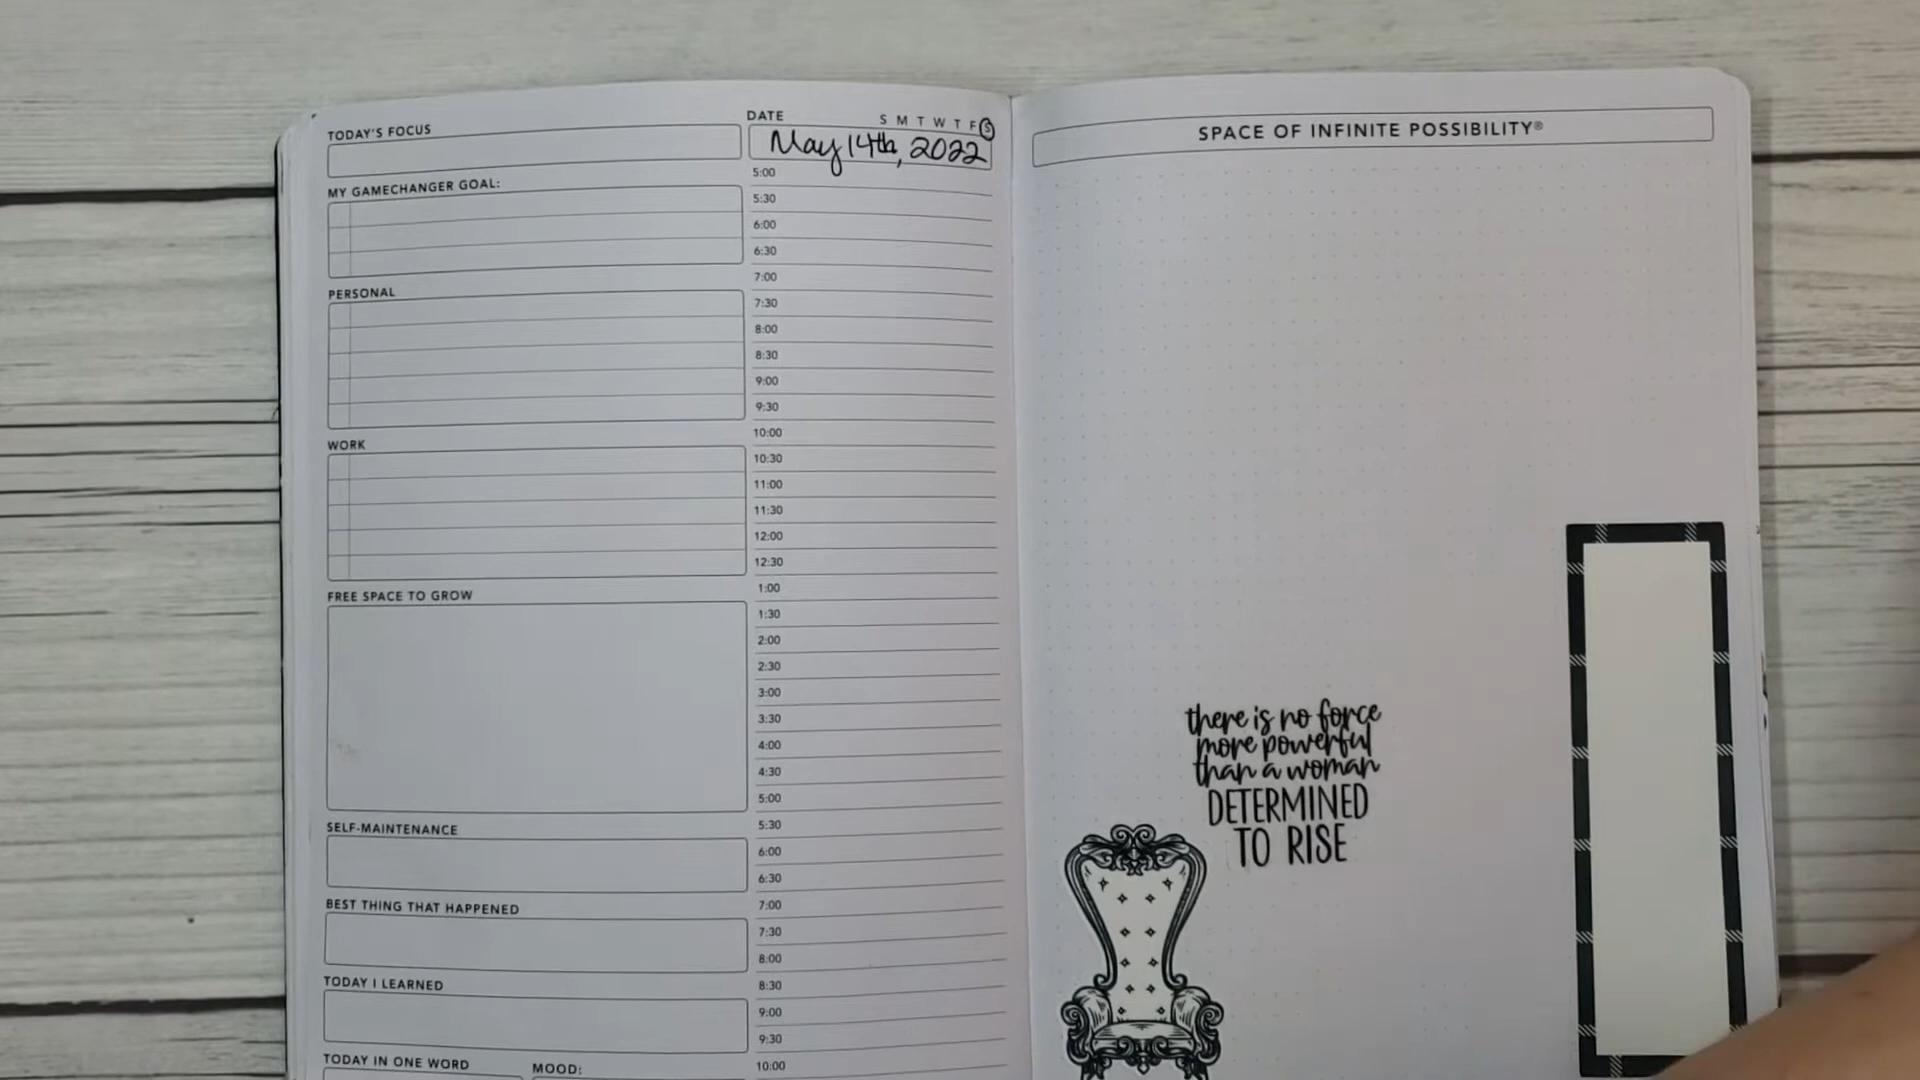 TODAY'S FOCUS
DATE
S M T W T F S
May 14th, 2022
MY GAMECHANGER GOAL:
PERSONAL
WORK
FREE SPACE TO GROW
SELF-MAINTENANCE
BEST THING THAT HAPPENED
TODAY I LEARNED
TODAY IN ONE WORD
MOOD:
5:00
5:30
6:00
6:30
7:00
7:30
8:00
8:30
9:00
9:30
10:00
10:30
11:00
11:30
12:00
12:30
1:00
1:30
2:00
2:30
3:00
3:30
4:00
4:30
5:00
5:30
6:00
6:30
7:00
7:30
8:00
8:30
9:00
9:30
10:00
SPACE OF INFINITE POSSIBILITY®
there is no force
more powerful
than a woman
DETERMINED
TO RISE